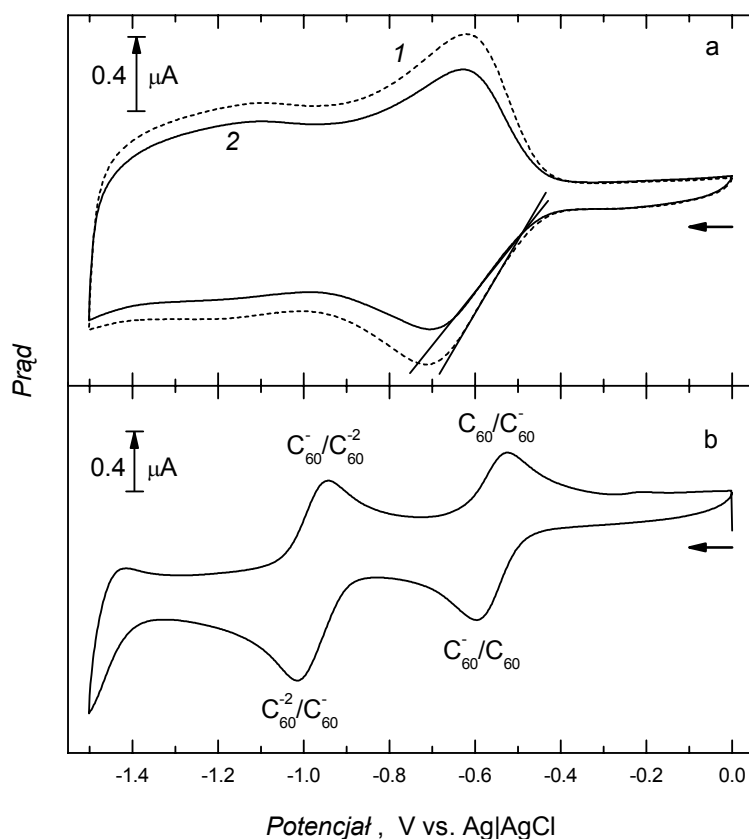 1
a
0.4 μA
2
Prąd
b
C₆₀⁻/C₆₀⁻²
C₆₀/C₆₀⁻
0.4 μA
C₆₀⁻/C₆₀
C₆₀⁻²/C₆₀⁻
-1.4 -1.2 -1.0 -0.8 -0.6 -0.4 -0.2 0.0
Potencjał , V vs. Ag|AgCl